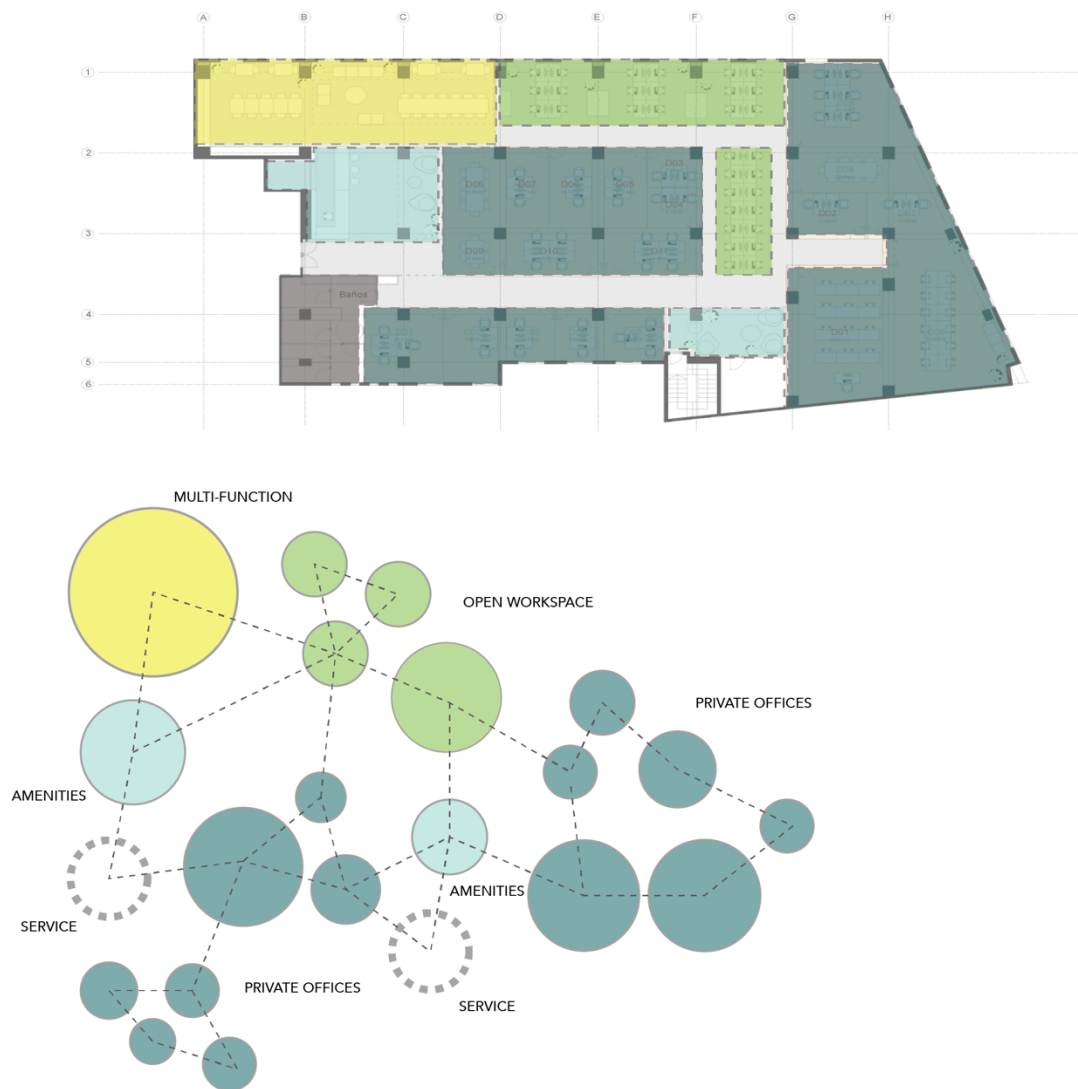 A B C D E F G H
1
2
D03
D08 D07 D06 D05
D04
D02
3
D09 D10 D11
Baños
4
D01
5
6
MULTI-FUNCTION
OPEN WORKSPACE
PRIVATE OFFICES
AMENITIES
AMENITIES
SERVICE
PRIVATE OFFICES
SERVICE